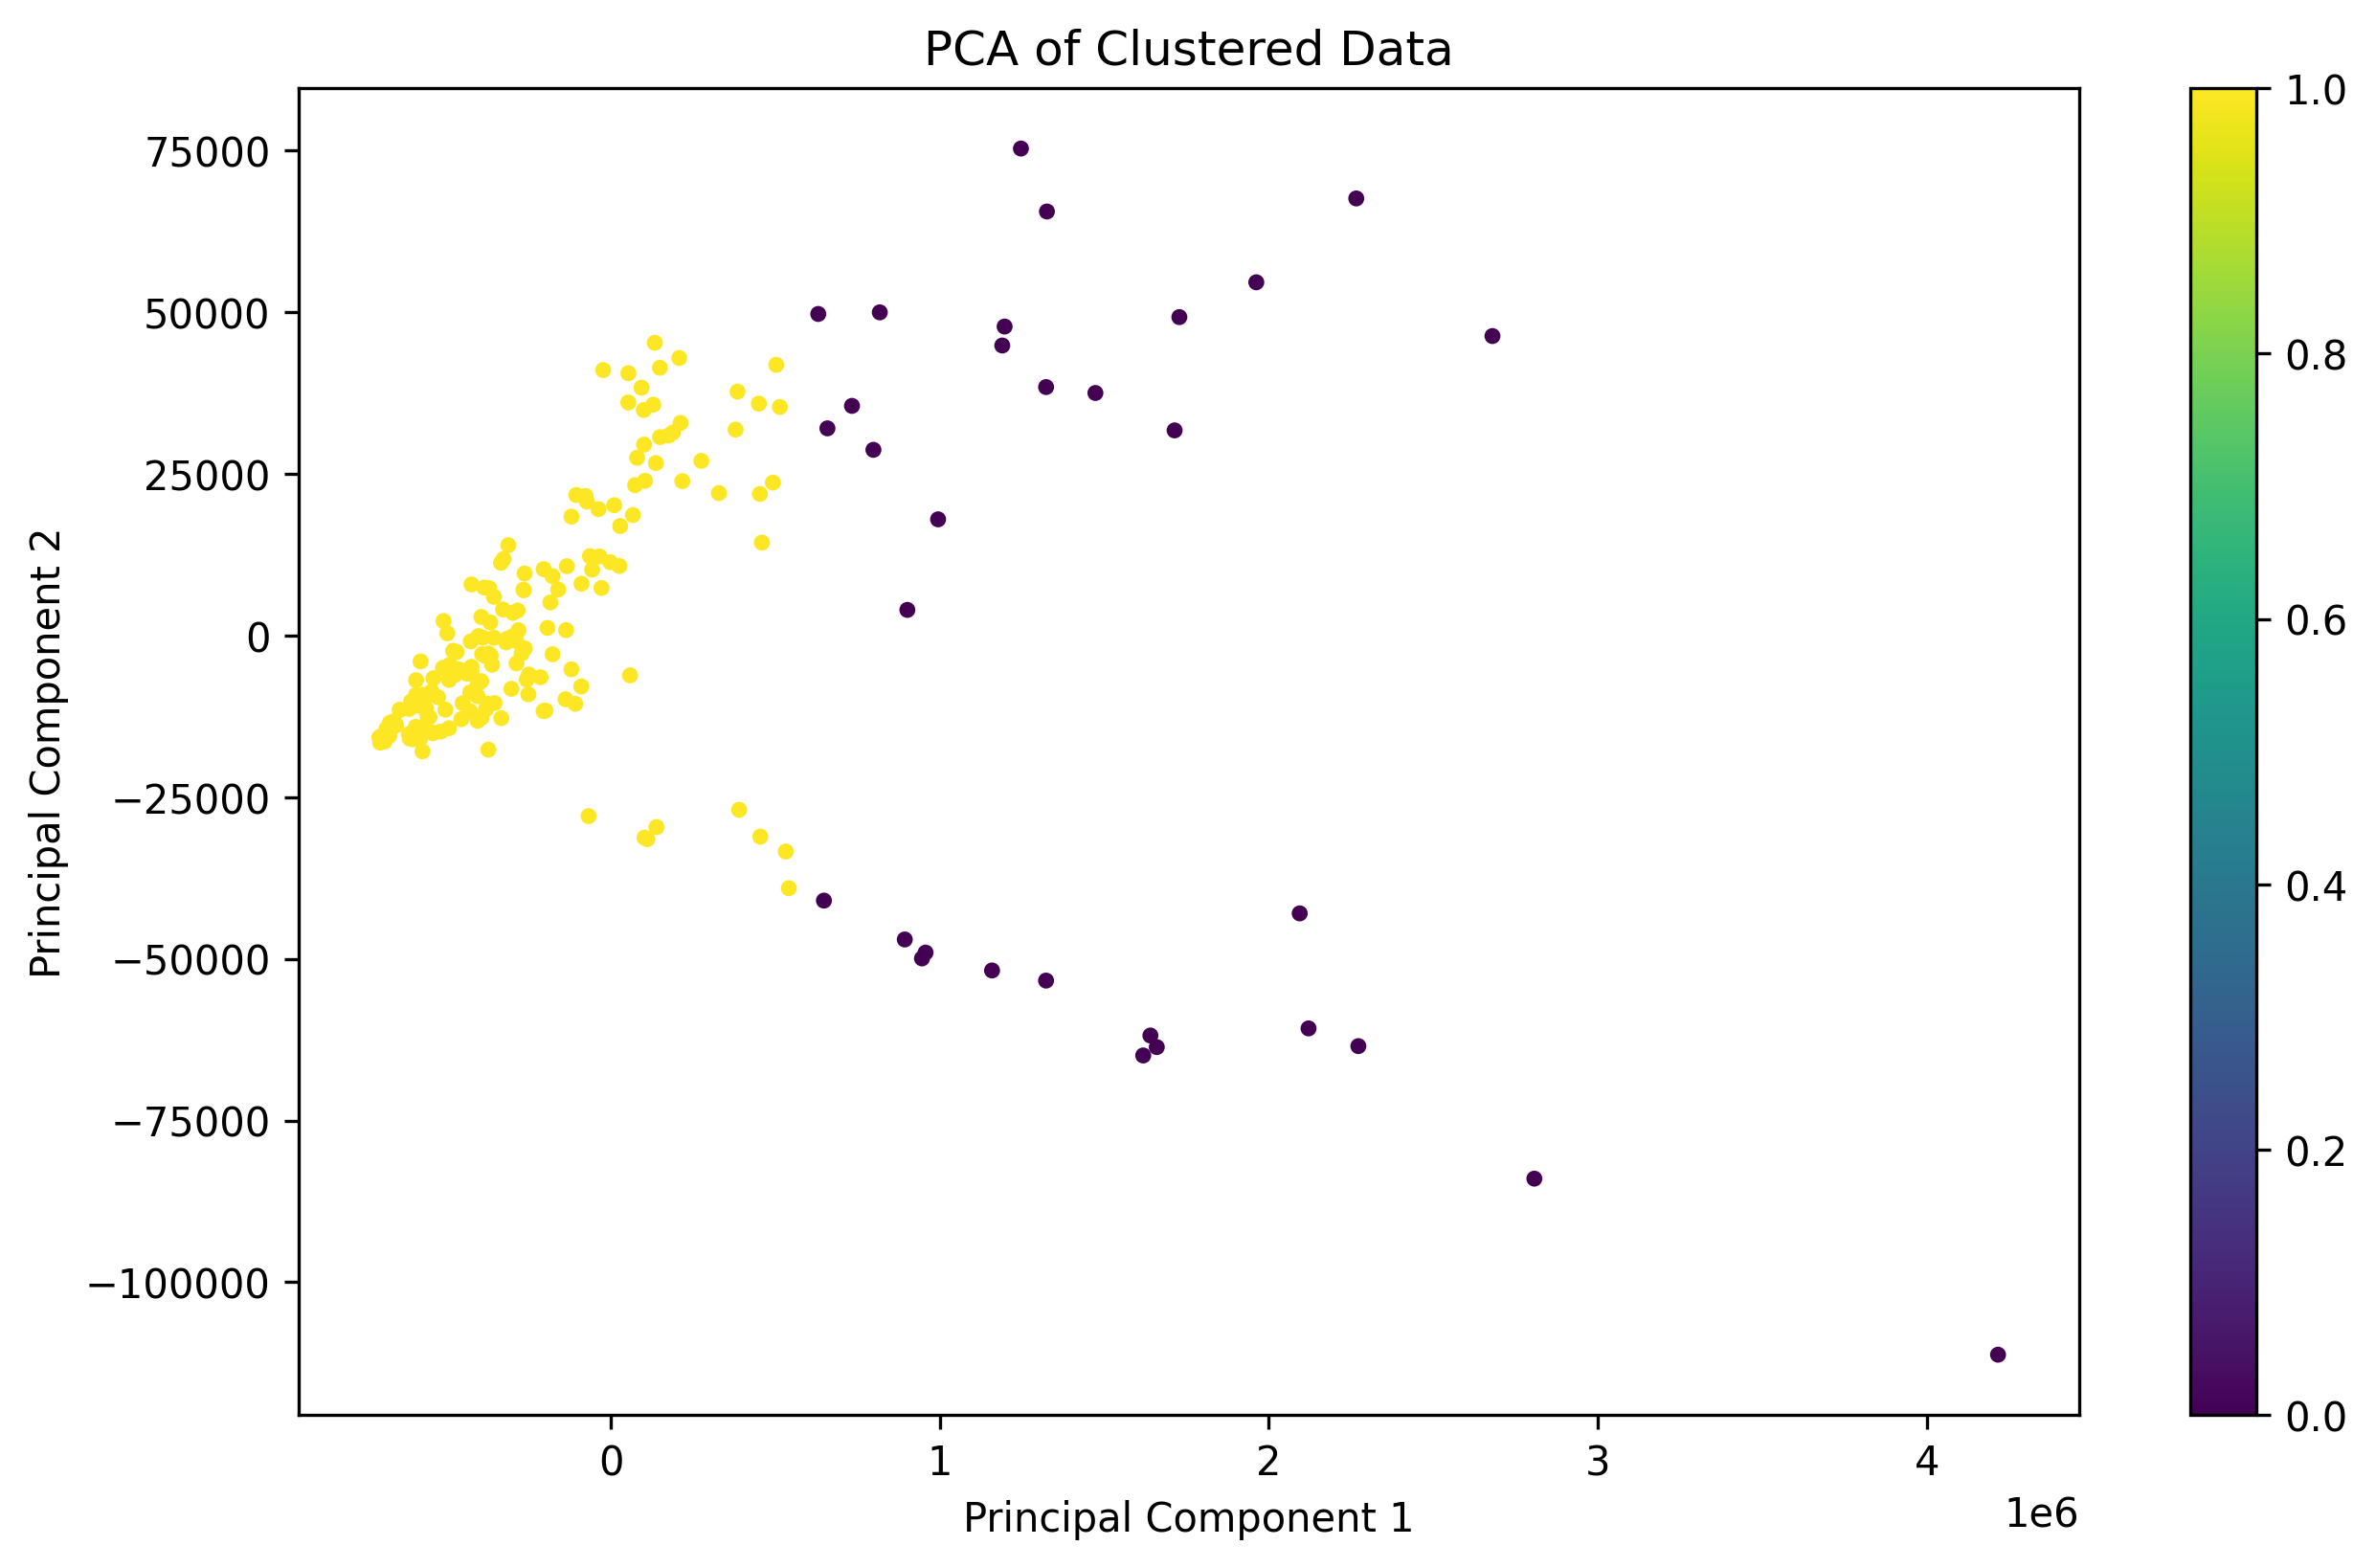 PCA of Clustered Data
75000
50000
25000
0
−25000
−50000
−75000
−100000
Principal Component 2
0 1 2 3 4
1e6
Principal Component 1
1.0
0.8
0.6
0.4
0.2
0.0